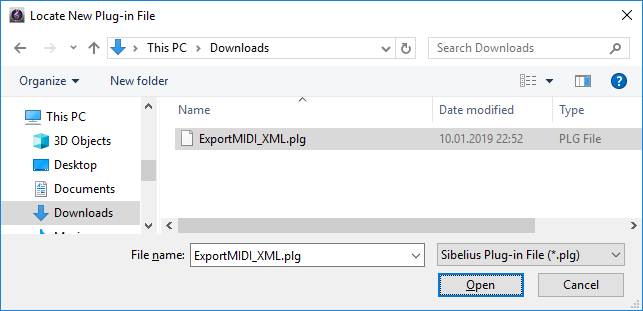 Locate New Plug-in File
This PC Downloads
Search Downloads
Organize New folder
This PC
3D Objects
Desktop
Documents
Downloads
Name Date modified Type
ExportMIDI_XML.plg 10.01.2019 22:52 PLG File
File name: ExportMIDI_XML.plg Sibelius Plug-in File (*.plg)
Open Cancel